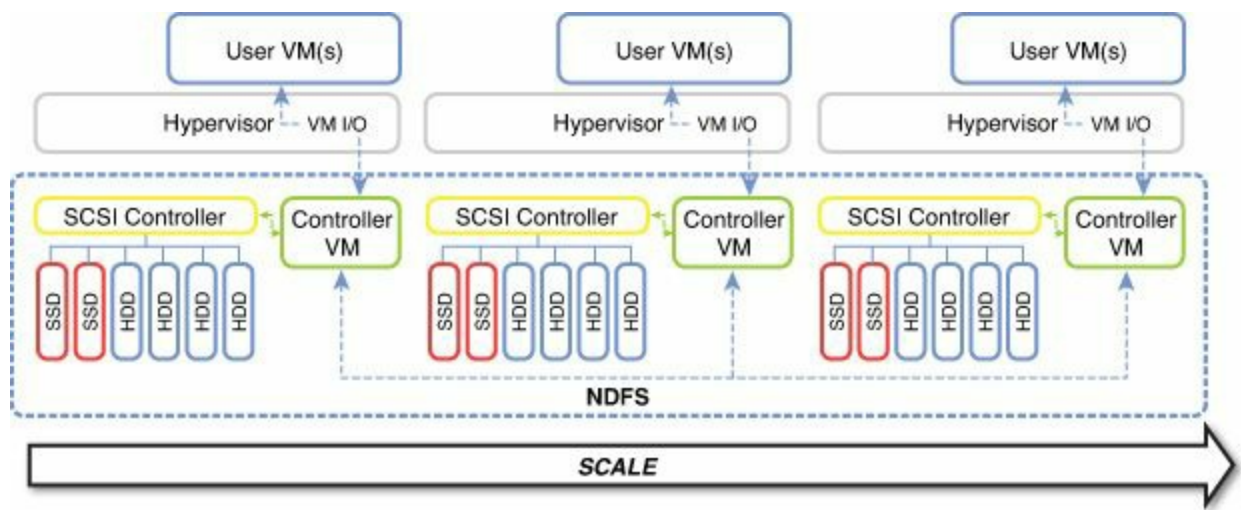 User VM(s) User VM(s) User VM(s)
Hypervisor VM I/O Hypervisor VM I/O Hypervisor VM I/O
SCSI Controller Controller VM SCSI Controller Controller VM SCSI Controller Controller VM
SSD SSD HDD HDD HDD HDD SSD SSD HDD HDD HDD HDD SSD SSD HDD HDD HDD HDD
NDFS
SCALE